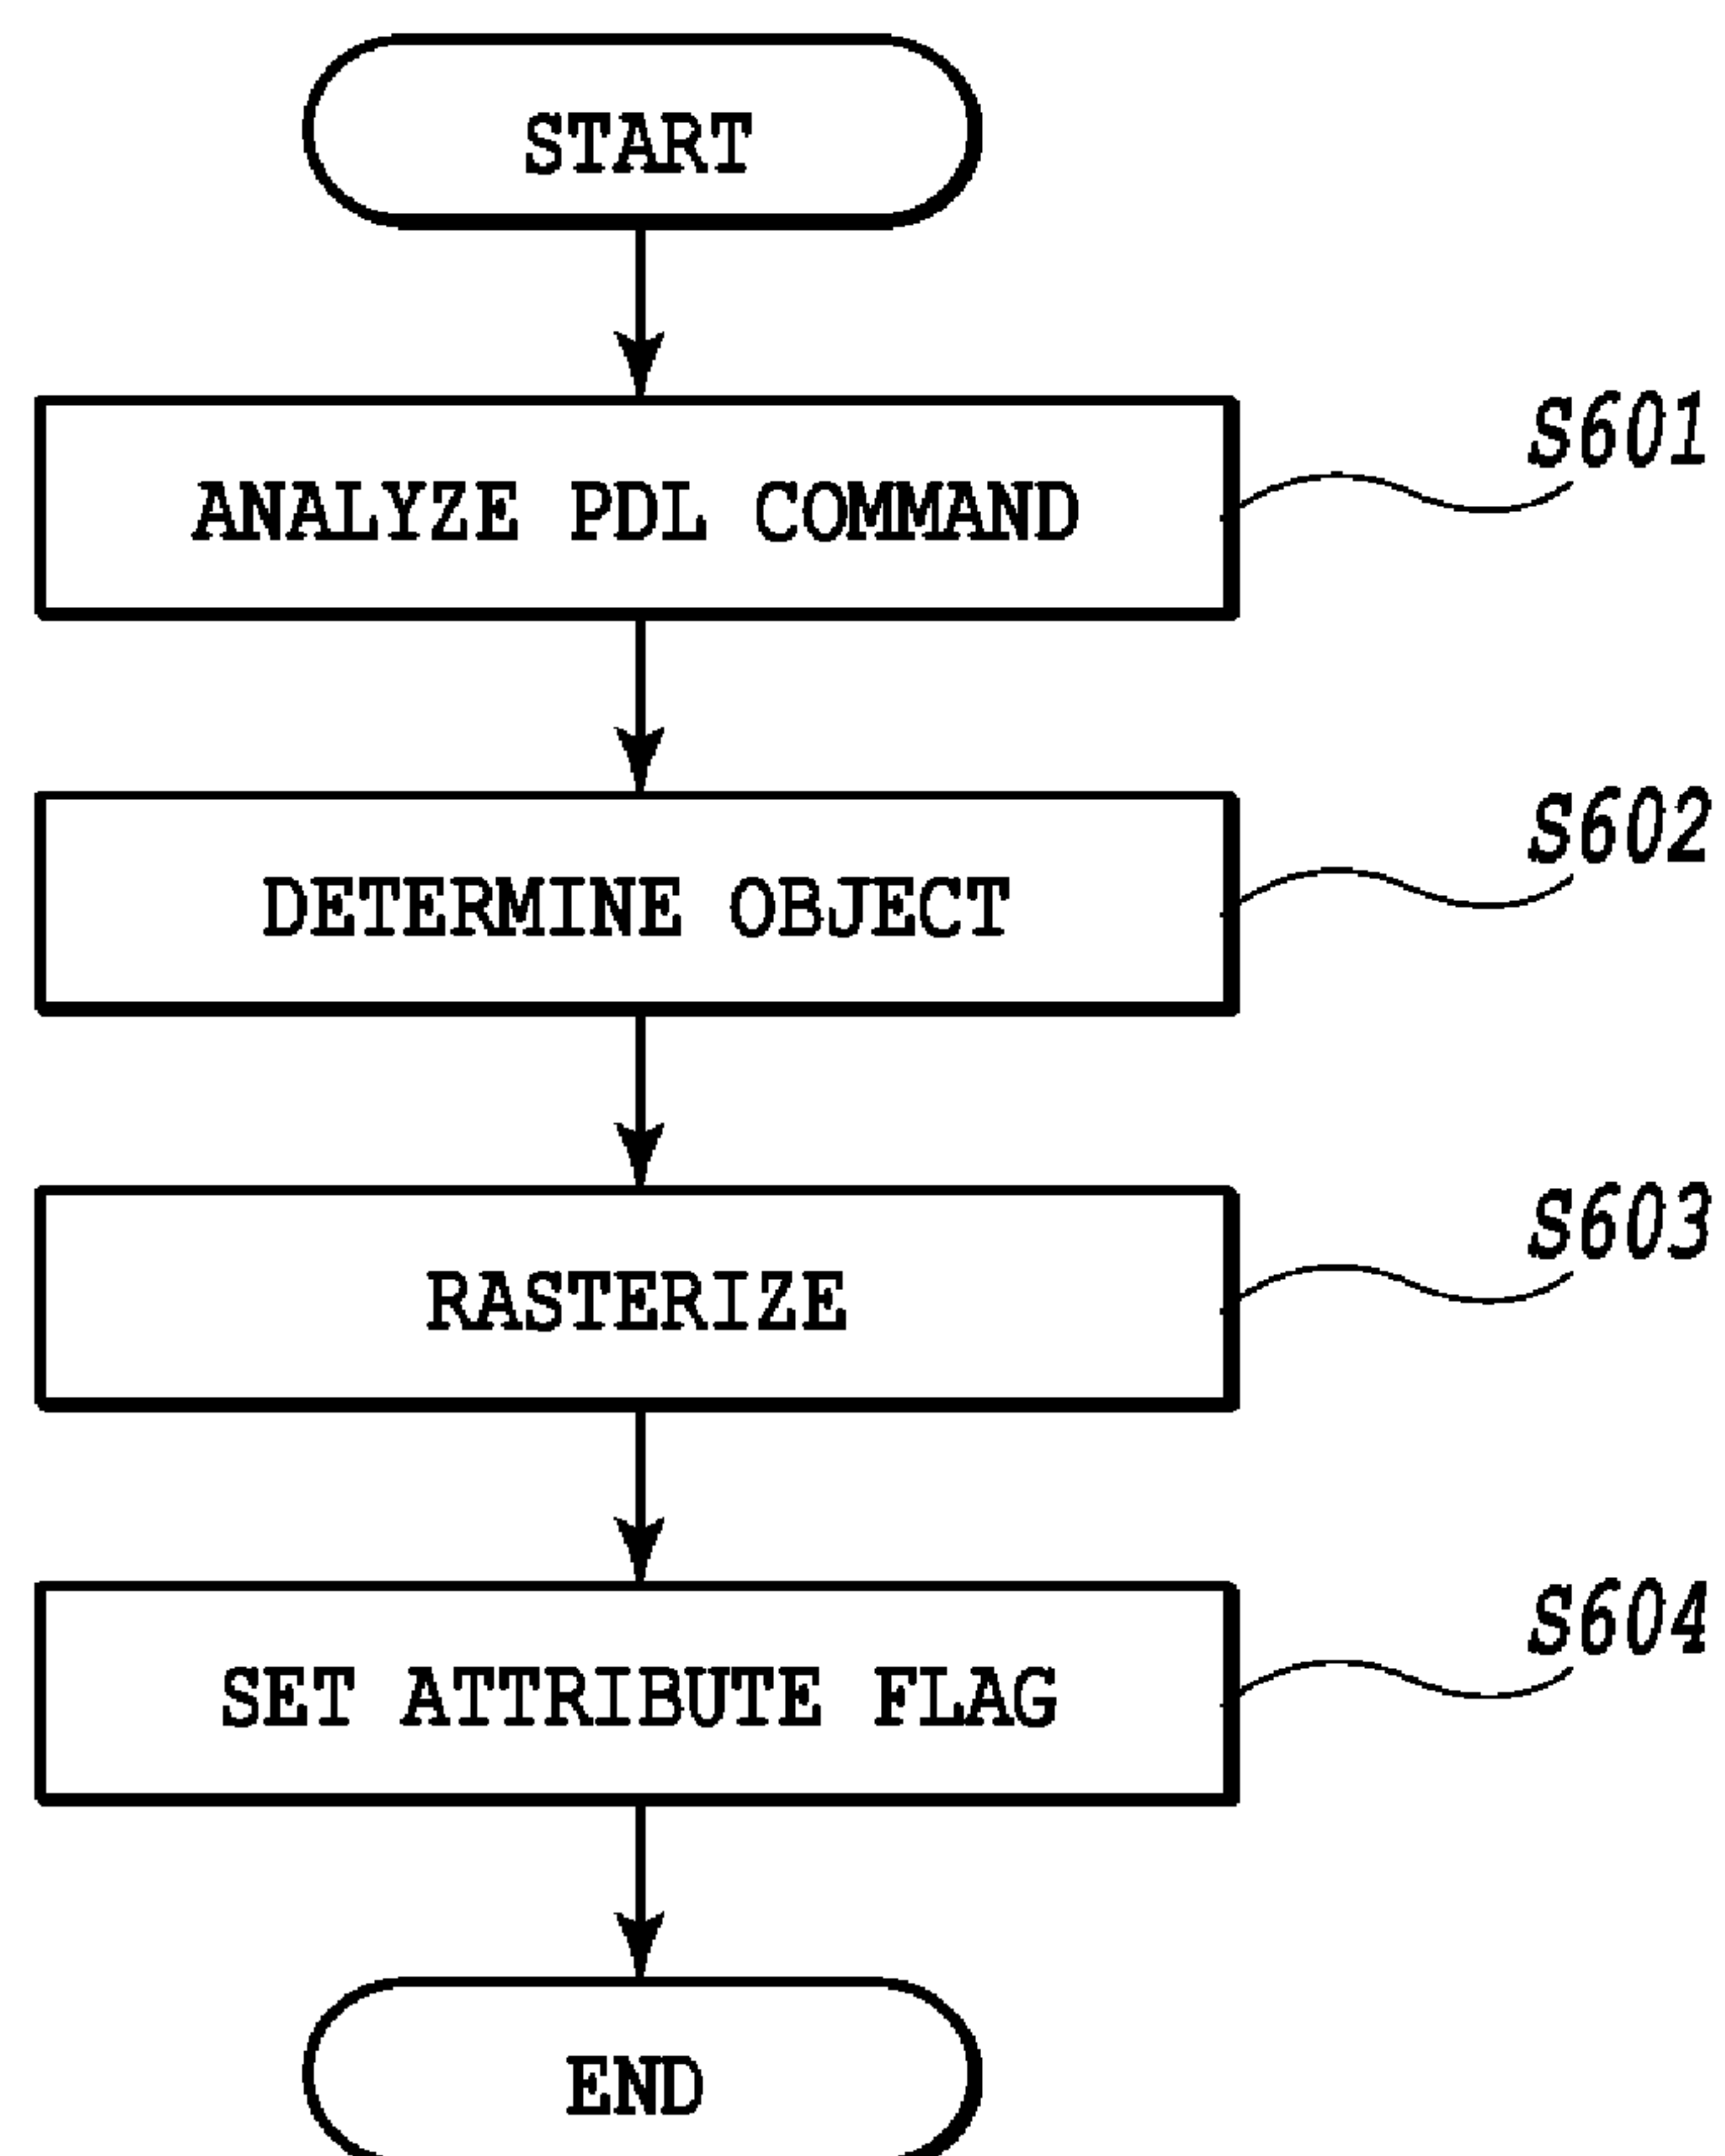 START
S601
ANALYZE PDL COMMAND
S602
DETERMINE OBJECT
S603
RASTERIZE
S604
SET ATTRIBUTE FLAG
END